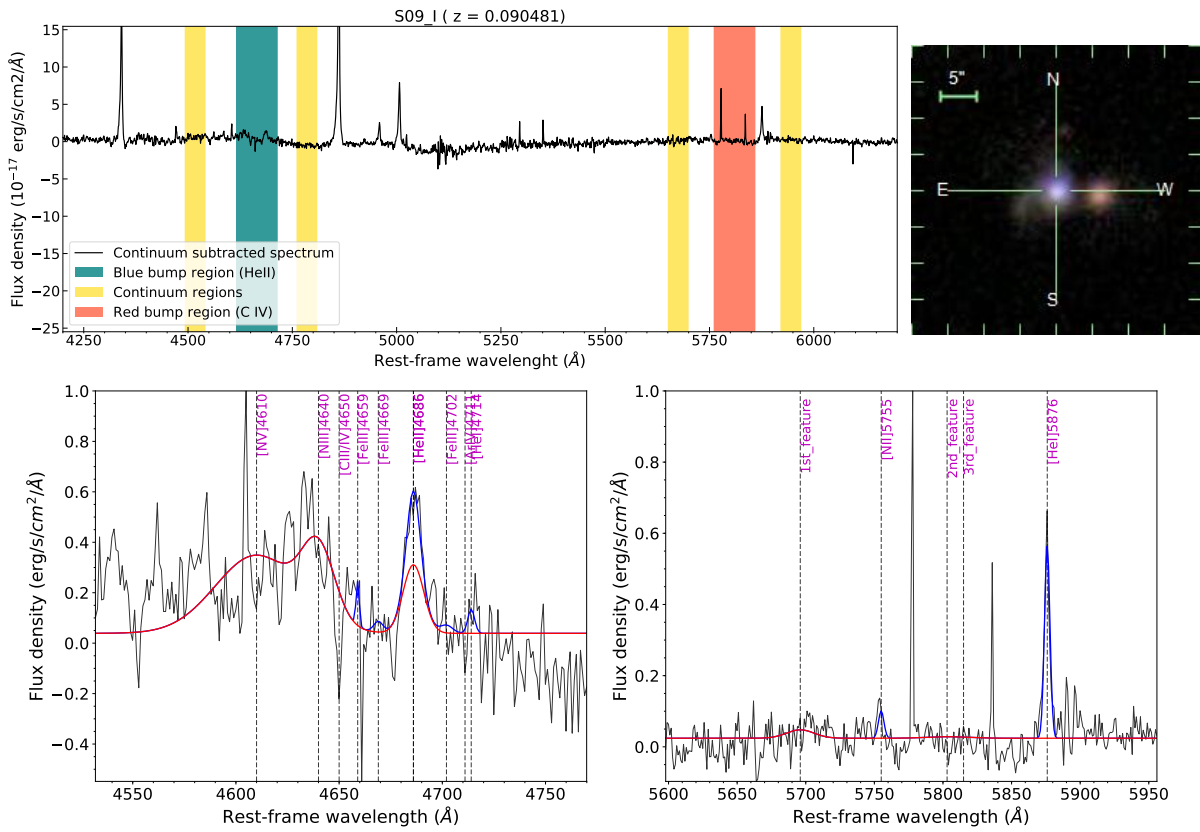 S09_I ( z = 0.090481)
Flux density (10⁻¹⁷ erg/s/cm2/Å)
15
10
5
0
−5
−10
−15
−20
−25
Continuum subtracted spectrum
Blue bump region (HeII)
Continuum regions
Red bump region (C IV)
4250 4500 4750 5000 5250 5500 5750 6000
Rest-frame wavelenght (Å)
5"
N
E
W
S
Flux density (erg/s/cm²/Å)
1.0
0.8
0.6
0.4
0.2
0.0
−0.2
−0.4
[NV]4610
[NIII]4640
[CIII/IV]4650
[FeIII]4659
[FeIII]4669
[HeII]4686
[FeIII]4702
[ArIV]4711
[HeI]4714
4550 4600 4650 4700 4750
Rest-frame wavelength (Å)
Flux density (erg/s/cm²/Å)
1.0
0.8
0.6
0.4
0.2
0.0
1st_feature
[NII]5755
2nd_feature
3rd_feature
[HeI]5876
5600 5650 5700 5750 5800 5850 5900 5950
Rest-frame wavelength (Å)